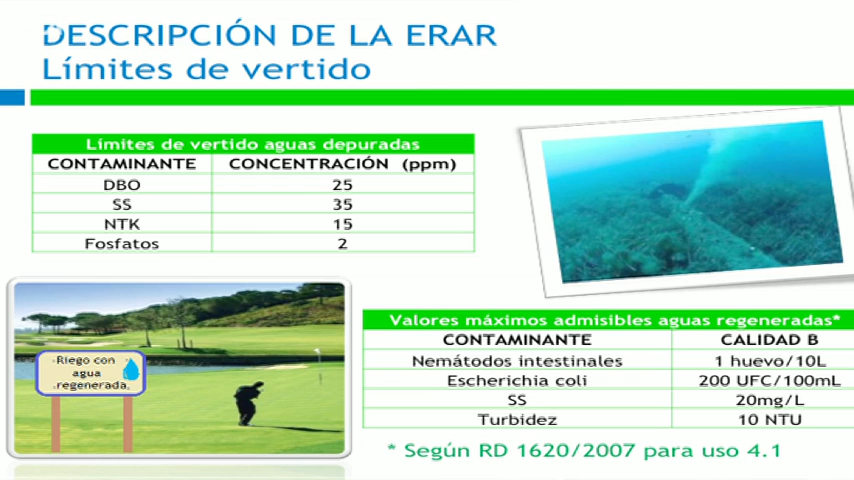 DESCRIPCIÓN DE LA ERAR
Límites de vertido
Límites de vertido aguas depuradas
CONTAMINANTE CONCENTRACIÓN (ppm)
DBO 25
SS 35
NTK 15
Fosfatos 2
Riego con
agua
regenerada
Valores máximos admisibles aguas regeneradas*
CONTAMINANTE CALIDAD B
Nemátodos intestinales 1 huevo/10L
Escherichia coli 200 UFC/100mL
SS 20mg/L
Turbidez 10 NTU
* Según RD 1620/2007 para uso 4.1